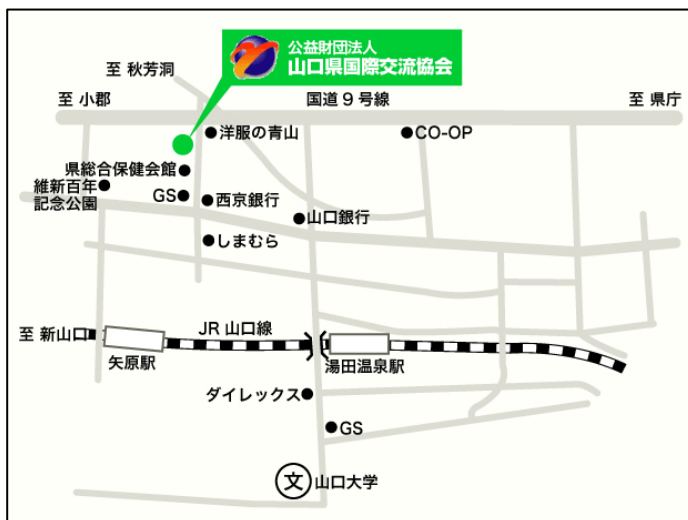 公益財団法人
山口県国際交流協会
至 秋芳洞
至 小郡
国道9号線
至 県庁
洋服の青山
CO-OP
県総合保健会館
維新百年
記念公園
GS
西京銀行
山口銀行
しまむら
至 新山口
JR 山口線
矢原駅
湯田温泉駅
ダイレックス
GS
文
山口大学